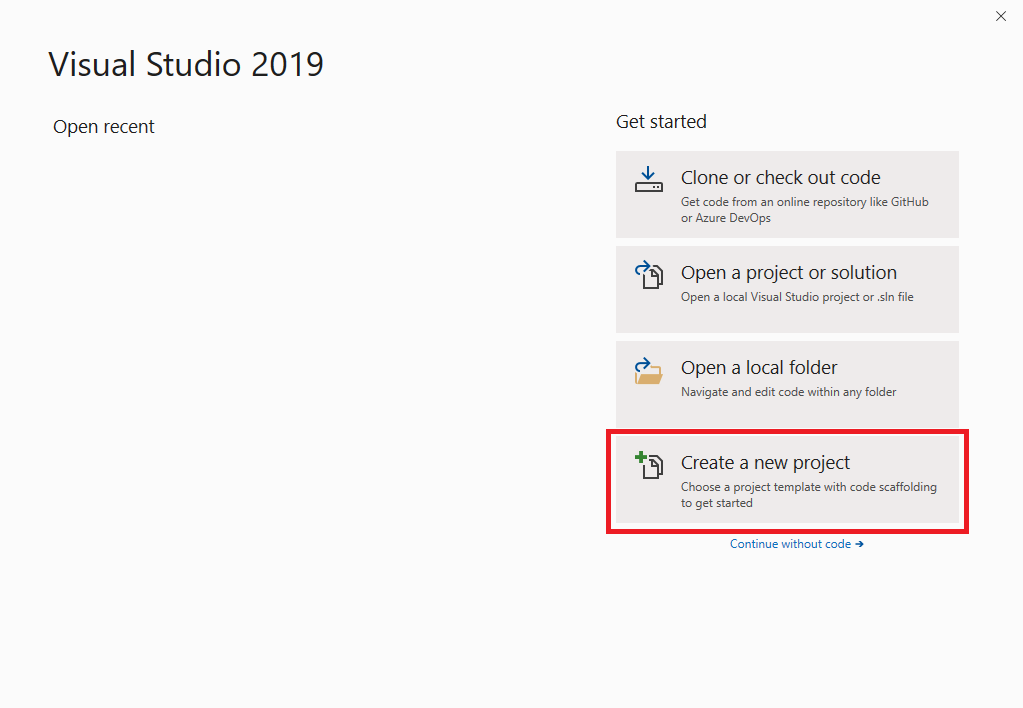 Visual Studio 2019
Open recent
Get started
Clone or check out code
Get code from an online repository like GitHub
or Azure DevOps
Open a project or solution
Open a local Visual Studio project or .sln file
Open a local folder
Navigate and edit code within any folder
Create a new project
Choose a project template with code scaffolding
to get started
Continue without code →